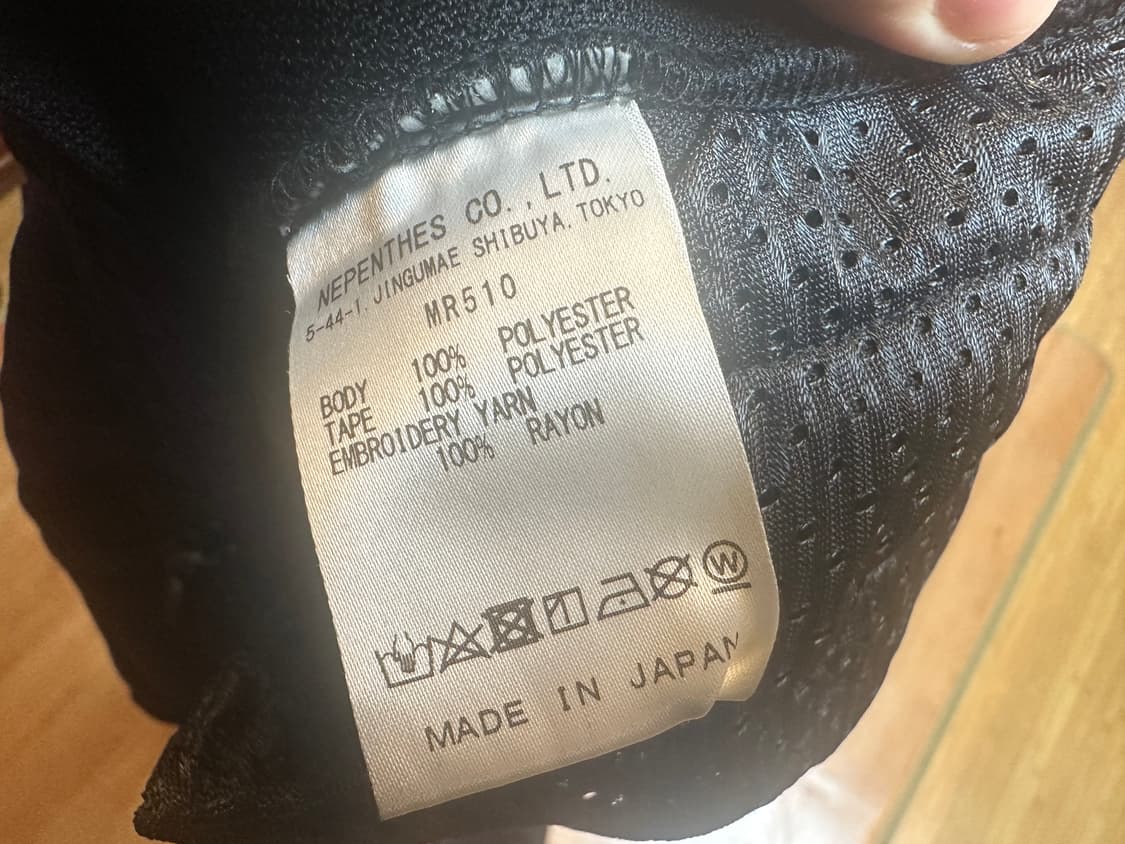 NEPENTHES CO., LTD.
5-44-1. JINGUMAE SHIBUYA. TOKYO
MR510
BODY 100% POLYESTER
TAPE 100% POLYESTER
EMBROIDERY YARN
100% RAYON
W
MADE IN JAPAN